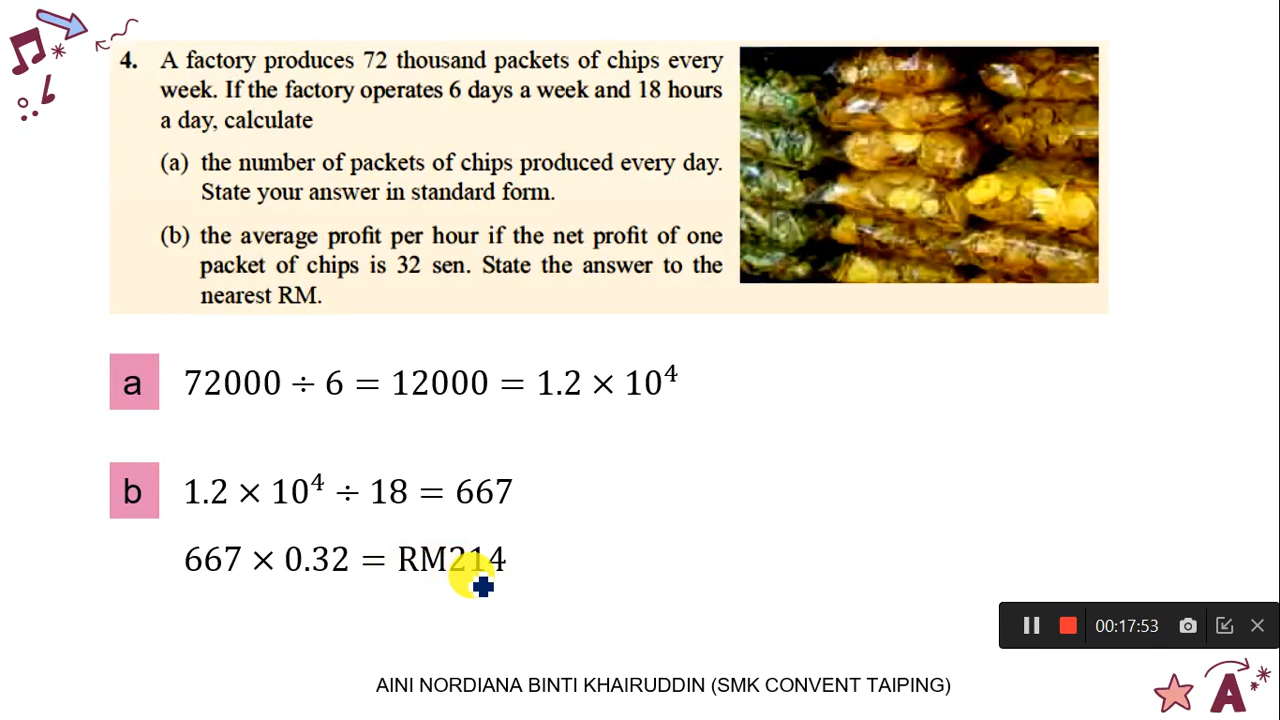 4. A factory produces 72 thousand packets of chips every
week. If the factory operates 6 days a week and 18 hours
a day, calculate
(a) the number of packets of chips produced every day.
State your answer in standard form.
(b) the average profit per hour if the net profit of one
packet of chips is 32 sen. State the answer to the
nearest RM.
a 72000 ÷ 6 = 12000 = 1.2 × 10⁴
b 1.2 × 10⁴ ÷ 18 = 667
667 × 0.32 = RM214
00:17:53
AINI NORDIANA BINTI KHAIRUDDIN (SMK CONVENT TAIPING)
A